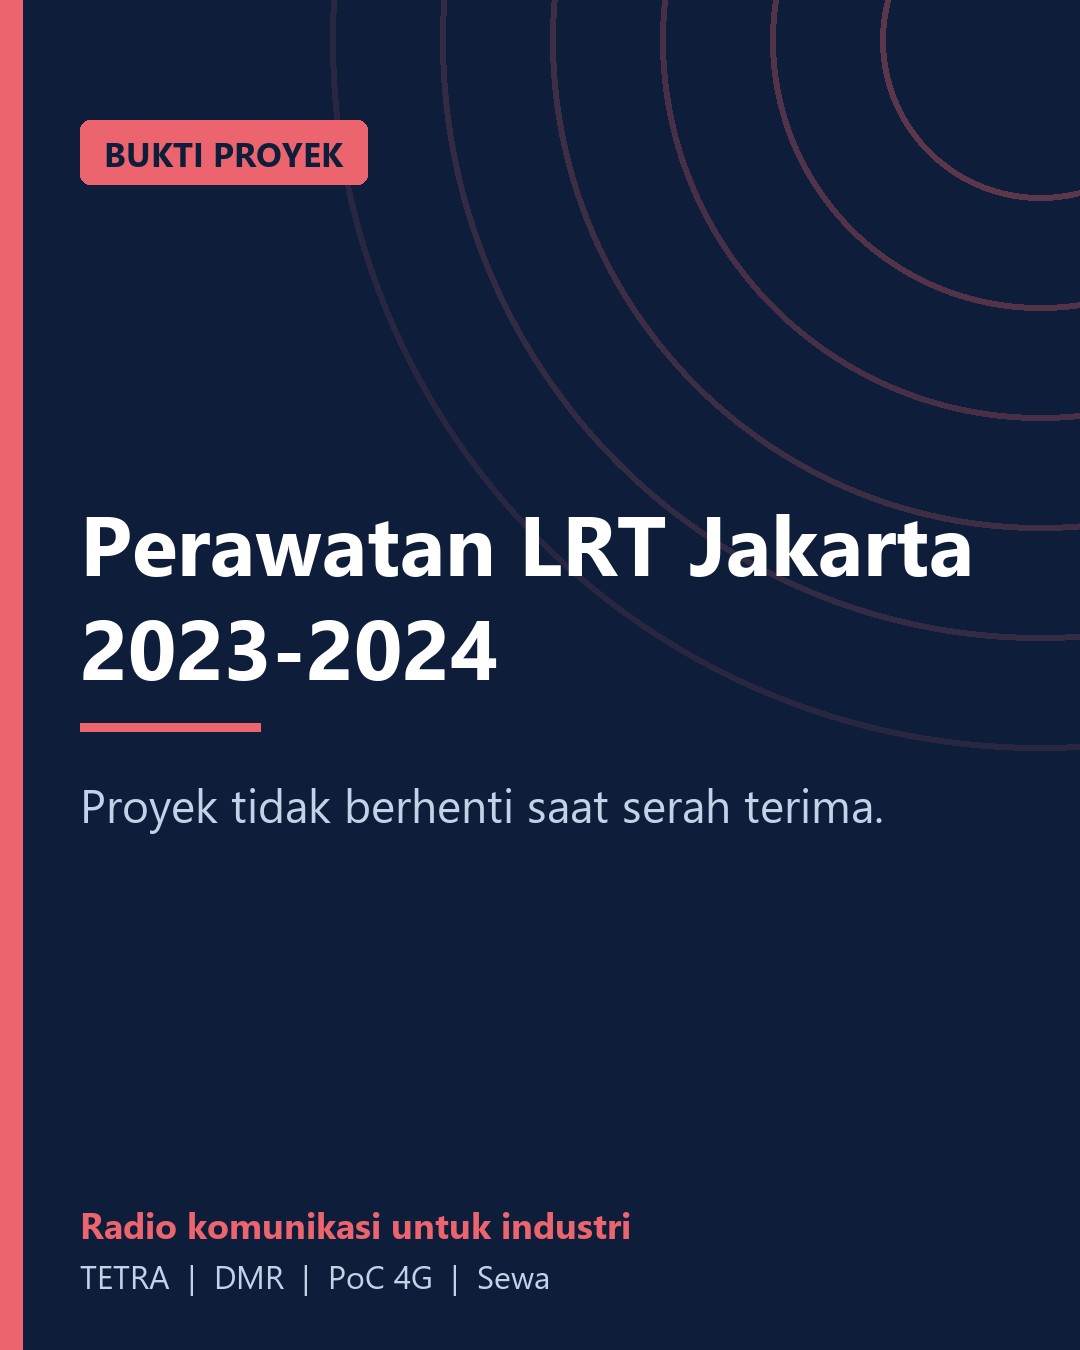 BUKTI PROYEK
Perawatan LRT Jakarta
2023-2024
Proyek tidak berhenti saat serah terima.
Radio komunikasi untuk industri
TETRA | DMR | PoC 4G | Sewa